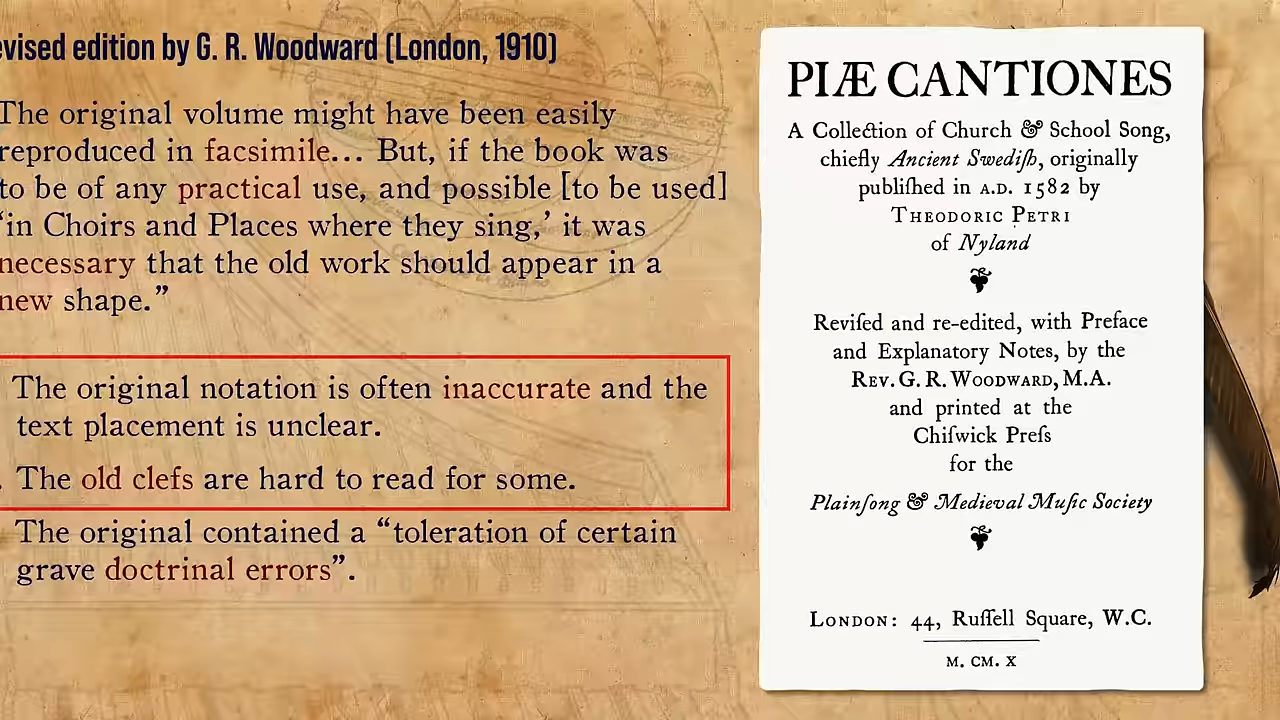 evised edition by G. R. Woodward (London, 1910)
The original volume might have been easily
reproduced in facsimile... But, if the book was
to be of any practical use, and possible [to be used]
‘in Choirs and Places where they sing,’ it was
necessary that the old work should appear in a
new shape.”
The original notation is often inaccurate and the
text placement is unclear.
. The old clefs are hard to read for some.
The original contained a “toleration of certain
grave doctrinal errors”.
PIÆ CANTIONES
A Collection of Church & School Song,
chiefly Ancient Swediſh, originally
publiſhed in A.D. 1582 by
THEODORIC PETRI
of Nyland
Reviſed and re-edited, with Preface
and Explanatory Notes, by the
REV. G. R. WOODWARD, M.A.
and printed at the
Chiſwick Preſs
for the
Plainſong & Medieval Muſic Society
LONDON: 44, Ruſſell Square, W.C.
M. CM. X